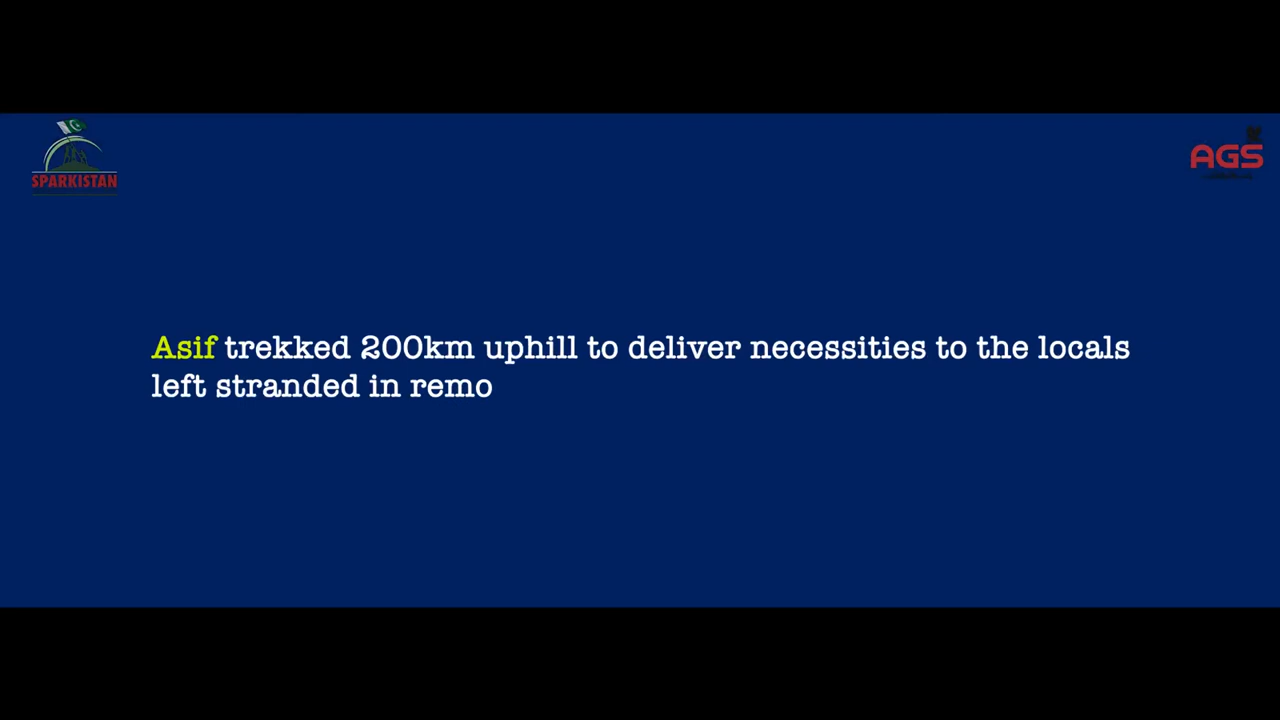 SPARKISTAN
AGS
Asif trekked 200km uphill to deliver necessities to the locals
left stranded in remo